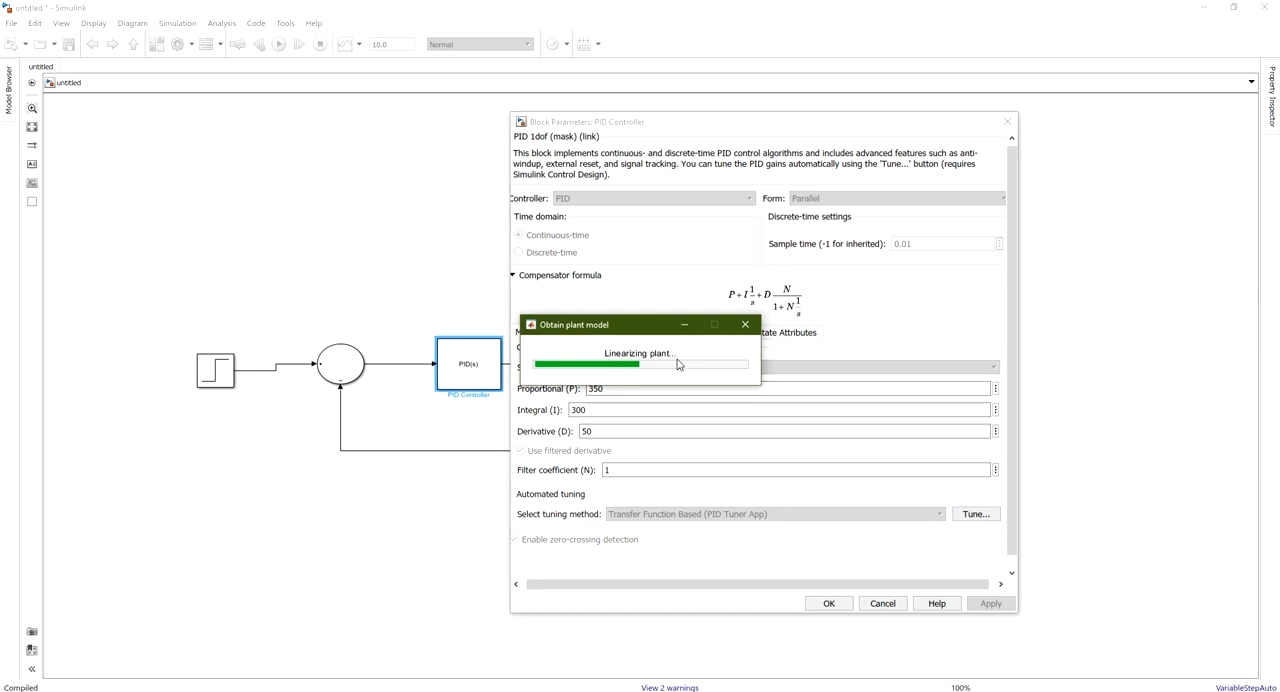 untitled * - Simulink
File Edit View Display Diagram Simulation Analysis Code Tools Help
10.0
Normal
untitled
untitled
Model Browser
Property Inspector
Block Parameters: PID Controller
PID 1dof (mask) (link)
This block implements continuous- and discrete-time PID control algorithms and includes advanced features such as anti-
windup, external reset, and signal tracking. You can tune the PID gains automatically using the 'Tune...' button (requires
Simulink Control Design).
Controller: PID
Form: Parallel
Time domain:
Discrete-time settings
Continuous-time
Discrete-time
Sample time (-1 for inherited): 0.01
Compensator formula
P+I 1/s +D N/(1+N 1/s)
Obtain plant model
Linearizing plant...
tate Attributes
PID(s)
PID Controller
Proportional (P): 350
Integral (I): 300
Derivative (D): 50
Use filtered derivative
Filter coefficient (N): 1
Automated tuning
Select tuning method: Transfer Function Based (PID Tuner App) Tune...
Enable zero-crossing detection
OK Cancel Help Apply
Compiled
View 2 warnings
100%
VariableStepAuto